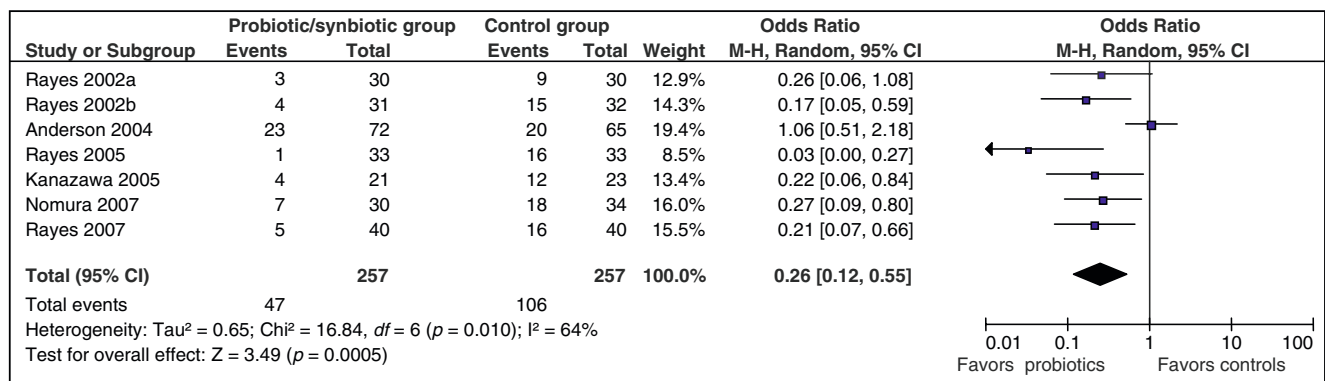 Probiotic/synbiotic group Control group Odds Ratio Odds Ratio
Study or Subgroup Events Total Events Total Weight M-H, Random, 95% CI M-H, Random, 95% CI
Rayes 2002a 3 30 9 30 12.9% 0.26 [0.06, 1.08]
Rayes 2002b 4 31 15 32 14.3% 0.17 [0.05, 0.59]
Anderson 2004 23 72 20 65 19.4% 1.06 [0.51, 2.18]
Rayes 2005 1 33 16 33 8.5% 0.03 [0.00, 0.27]
Kanazawa 2005 4 21 12 23 13.4% 0.22 [0.06, 0.84]
Nomura 2007 7 30 18 34 16.0% 0.27 [0.09, 0.80]
Rayes 2007 5 40 16 40 15.5% 0.21 [0.07, 0.66]
Total (95% CI) 257 257 100.0% 0.26 [0.12, 0.55]
Total events 47 106
Heterogeneity: Tau² = 0.65; Chi² = 16.84, df = 6 (p = 0.010); I² = 64%
Test for overall effect: Z = 3.49 (p = 0.0005)
0.01 0.1 1 10 100
Favors probiotics Favors controls